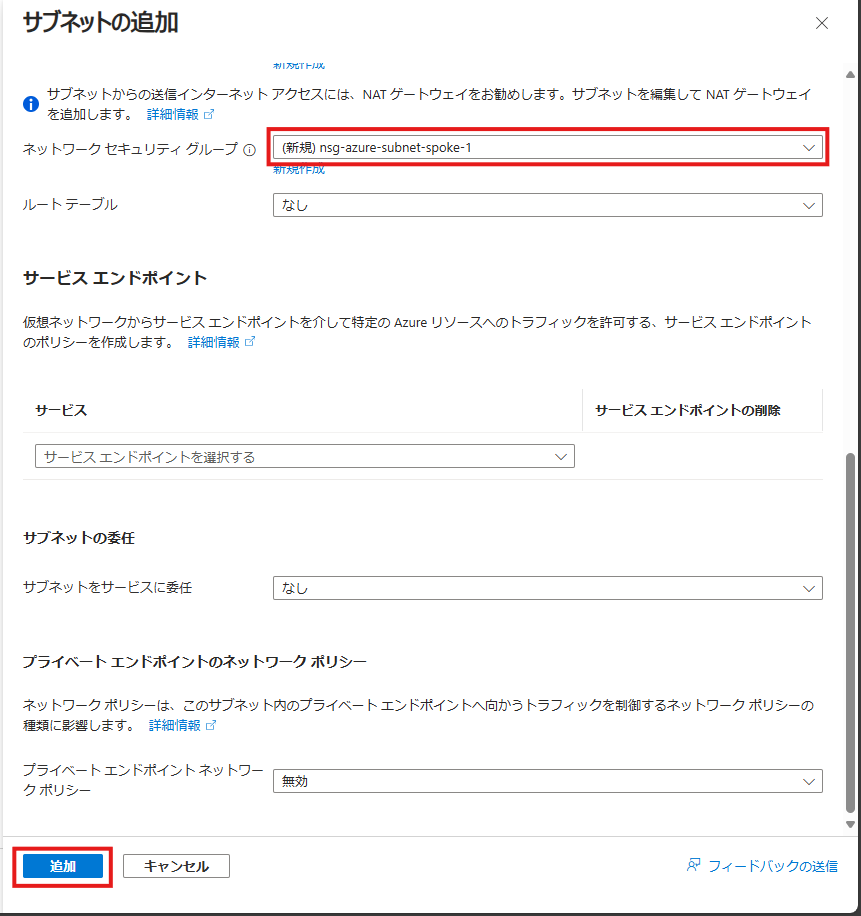 サブネットの追加
新規作成
サブネットからの送信インターネット アクセスには、NAT ゲートウェイをお勧めします。サブネットを編集して NAT ゲートウェイ
を追加します。 詳細情報
ネットワーク セキュリティ グループ
(新規) nsg-azure-subnet-spoke-1
新規作成
ルート テーブル
なし
サービス エンドポイント
仮想ネットワークからサービス エンドポイントを介して特定の Azure リソースへのトラフィックを許可する、サービス エンドポイント
のポリシーを作成します。 詳細情報
サービス
サービス エンドポイントの削除
サービス エンドポイントを選択する
サブネットの委任
サブネットをサービスに委任
なし
プライベート エンドポイントのネットワーク ポリシー
ネットワーク ポリシーは、このサブネット内のプライベート エンドポイントへ向かうトラフィックを制御するネットワーク ポリシーの
種類に影響します。 詳細情報
プライベート エンドポイント ネットワー
ク ポリシー
無効
追加
キャンセル
フィードバックの送信